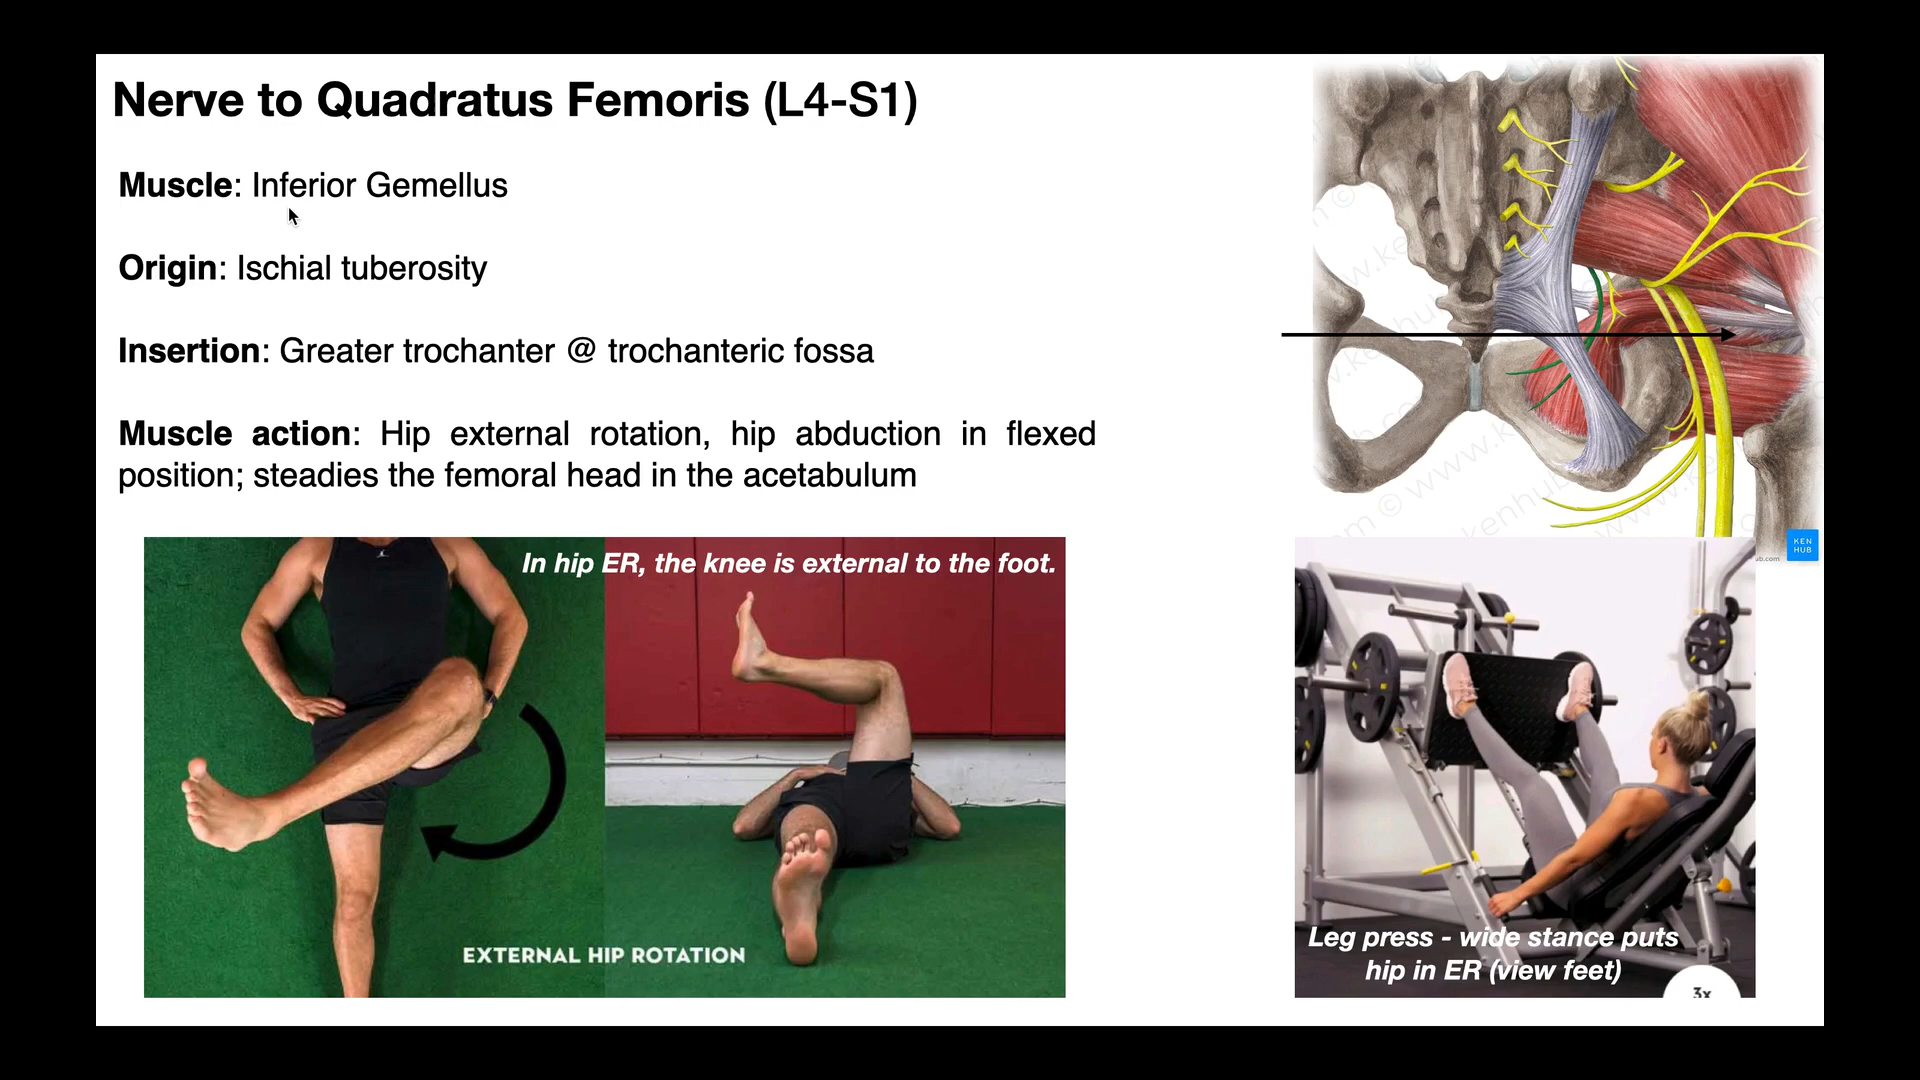 Nerve to Quadratus Femoris (L4-S1)
Muscle: Inferior Gemellus
Origin: Ischial tuberosity
Insertion: Greater trochanter @ trochanteric fossa
Muscle action: Hip external rotation, hip abduction in flexed
position; steadies the femoral head in the acetabulum
KEN
HUB
ub.com
In hip ER, the knee is external to the foot.
EXTERNAL HIP ROTATION
Leg press - wide stance puts
hip in ER (view feet)
3x